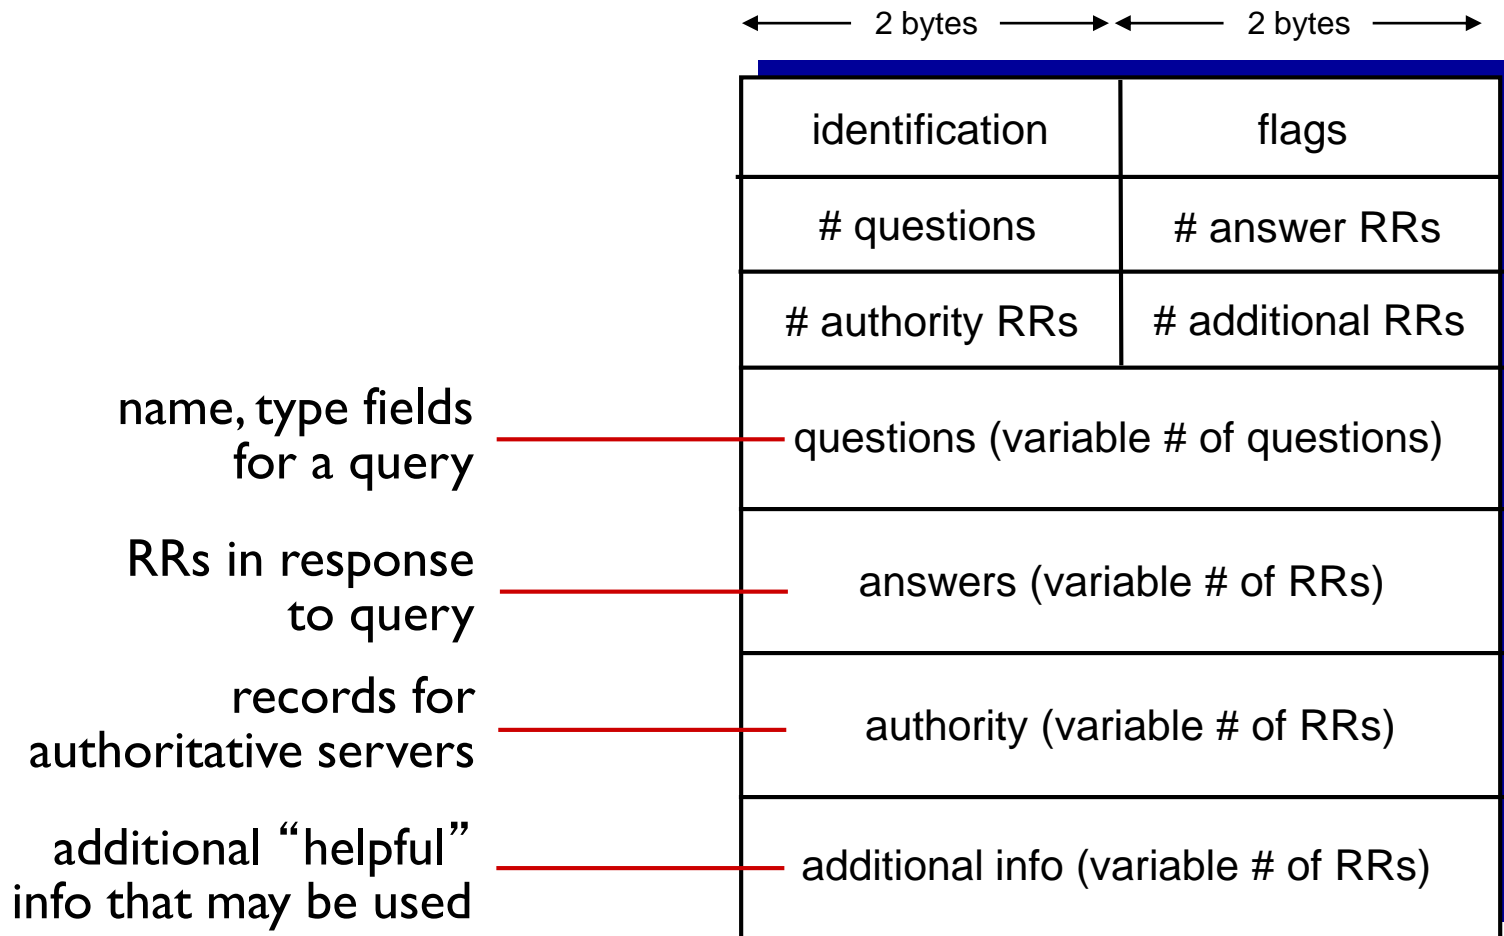 2 bytes 2 bytes
identification flags
# questions # answer RRs
# authority RRs # additional RRs
name, type fields
for a query
questions (variable # of questions)
RRs in response
to query
answers (variable # of RRs)
records for
authoritative servers
authority (variable # of RRs)
additional “helpful”
info that may be used
additional info (variable # of RRs)